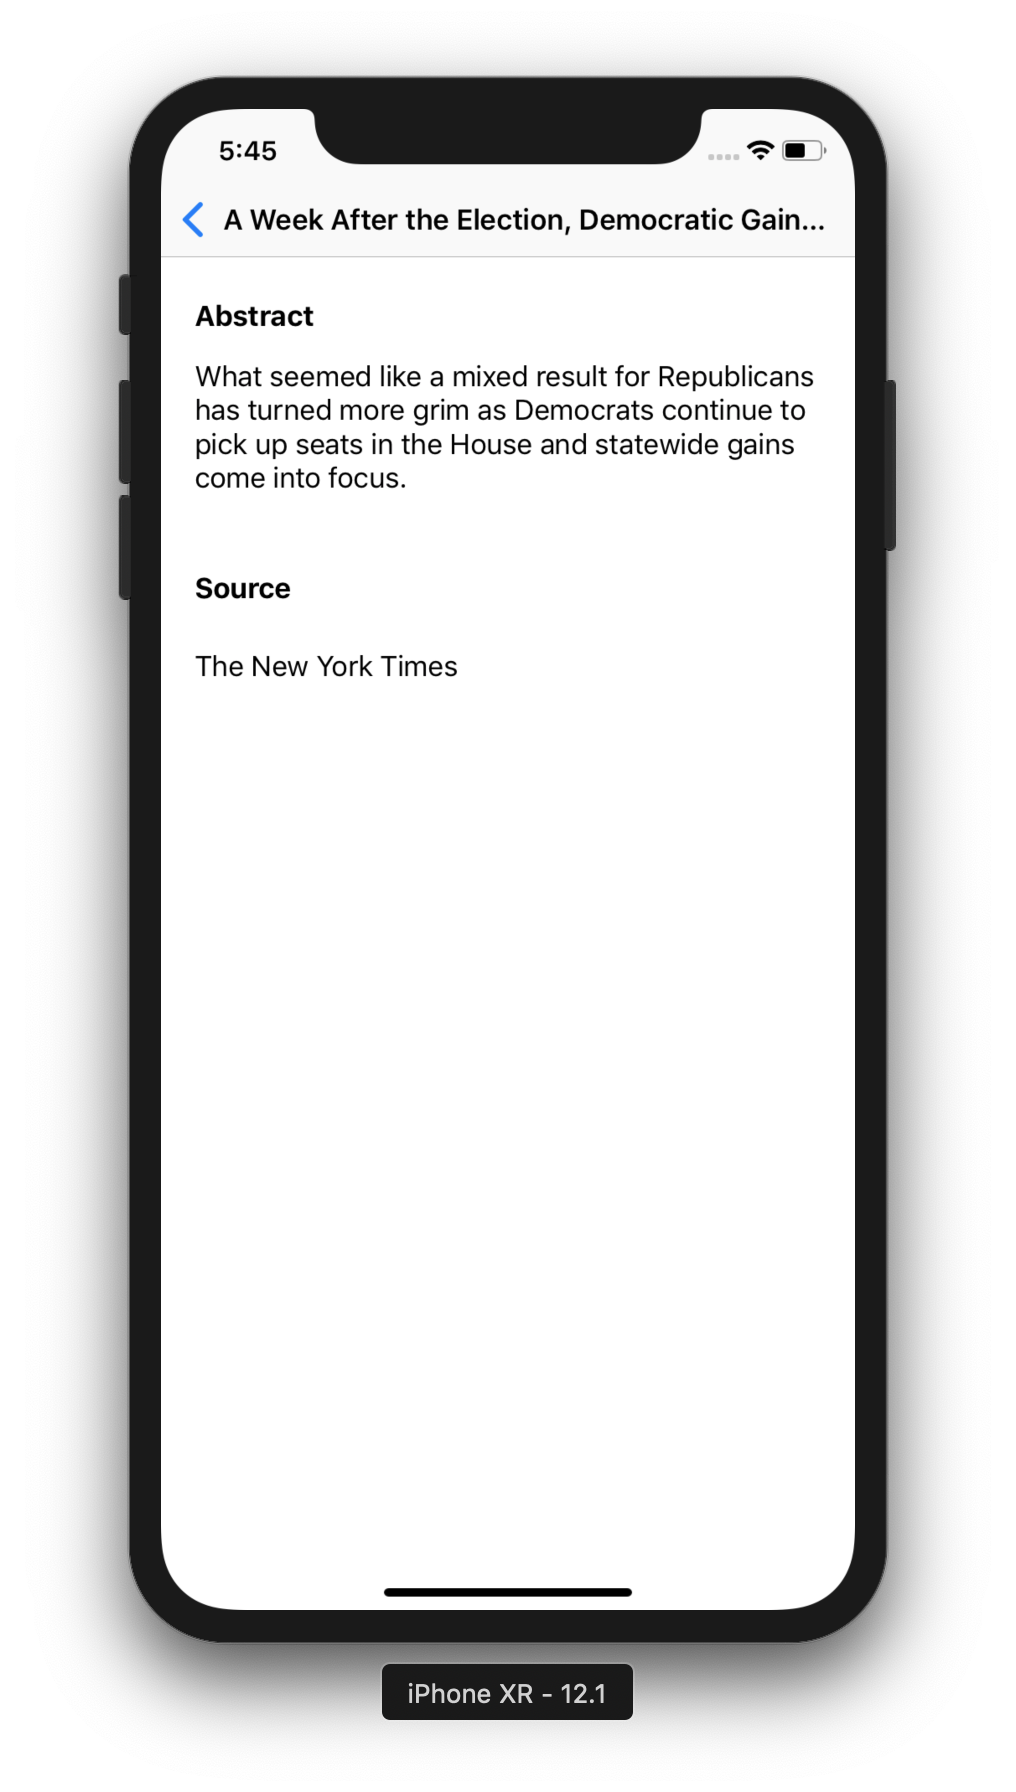 5:45
A Week After the Election, Democratic Gain...
Abstract
What seemed like a mixed result for Republicans
has turned more grim as Democrats continue to
pick up seats in the House and statewide gains
come into focus.
Source
The New York Times
iPhone XR - 12.1